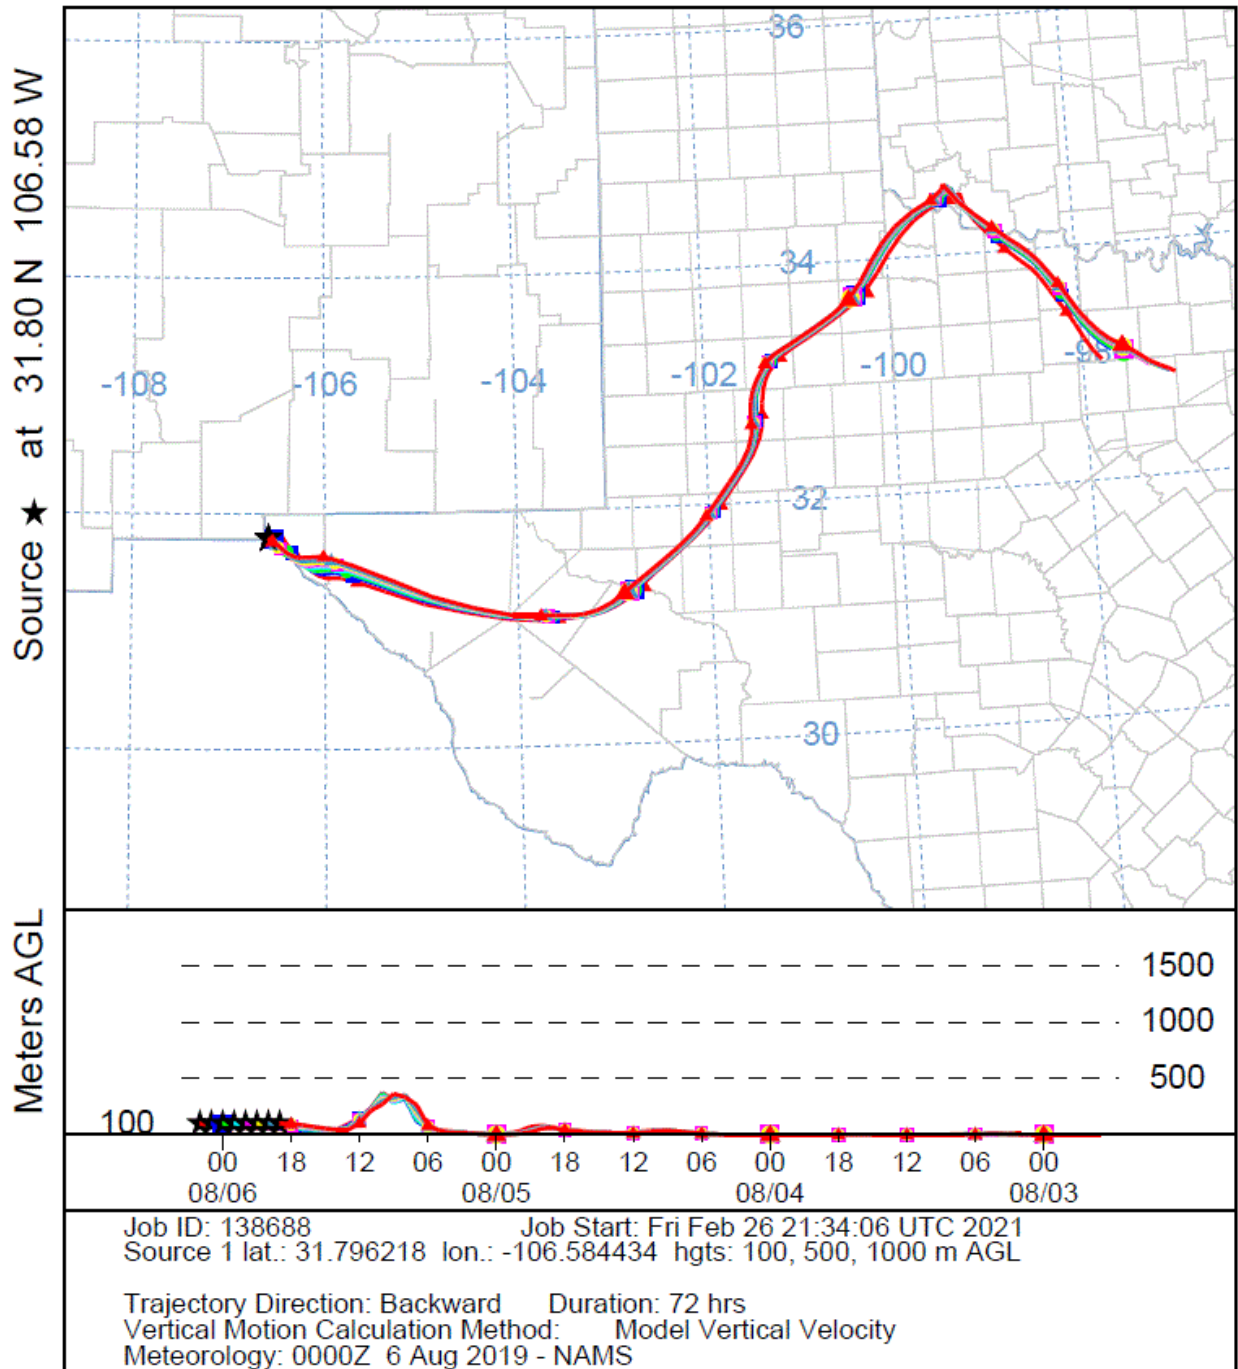 Source ★ at 31.80 N 106.58 W
36
34
-108
-106
-104
-102
-100
-98
32
30
Meters AGL
1500
1000
500
100
00 18 12 06 00 18 12 06 00 18 12 06 00
08/06 08/05 08/04 08/03
Job ID: 138688 Job Start: Fri Feb 26 21:34:06 UTC 2021
Source 1 lat.: 31.796218 lon.: -106.584434 hgts: 100, 500, 1000 m AGL
Trajectory Direction: Backward Duration: 72 hrs
Vertical Motion Calculation Method: Model Vertical Velocity
Meteorology: 0000Z 6 Aug 2019 - NAMS